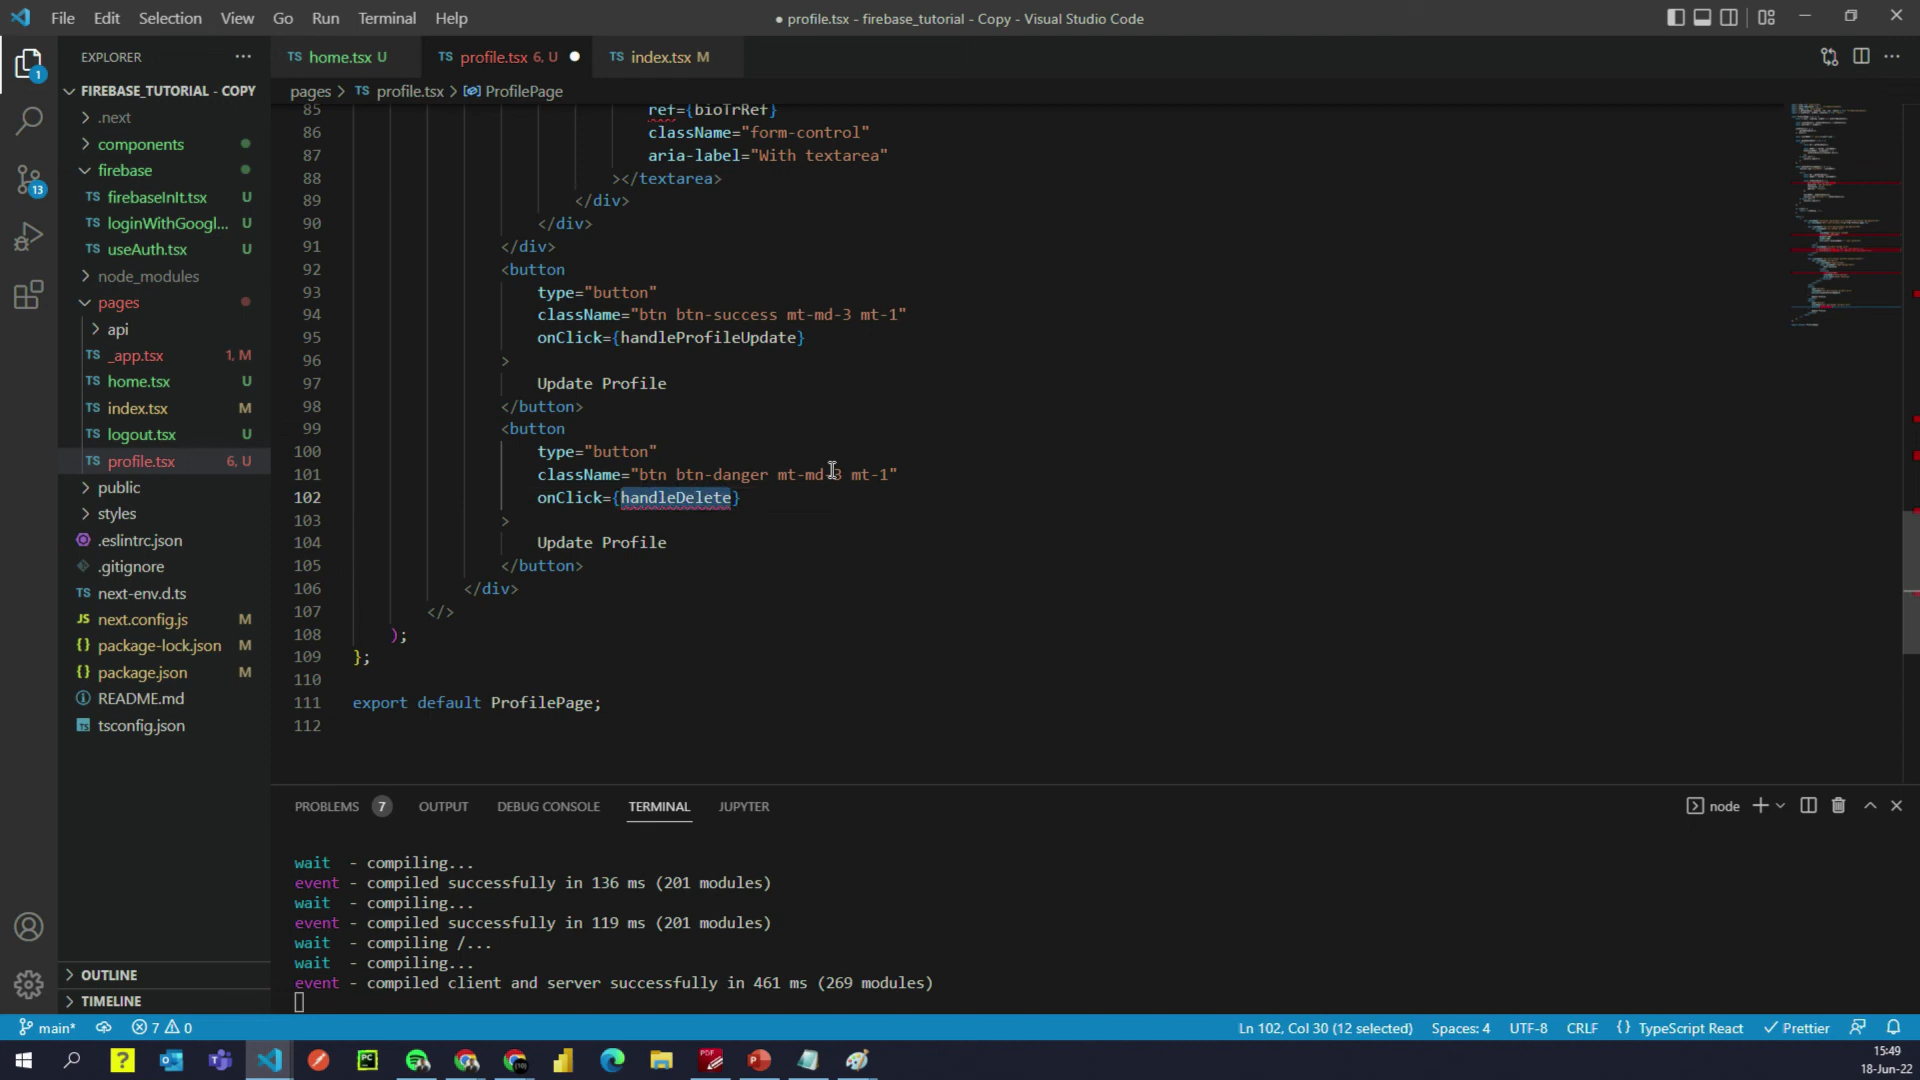 File Edit Selection View Go Run Terminal Help
● profile.tsx - firebase_tutorial - Copy - Visual Studio Code
EXPLORER
TS home.tsx U
TS profile.tsx 6, U
TS index.tsx M
FIREBASE_TUTORIAL - COPY
pages > TS profile.tsx > ProfilePage
.next
components
firebase
TS firebaseInIt.tsx U
TS loginWithGoogl... U
TS useAuth.tsx U
node_modules
pages
api
TS _app.tsx 1, M
TS home.tsx U
TS index.tsx M
TS logout.tsx U
TS profile.tsx 6, U
public
styles
.eslintrc.json
.gitignore
TS next-env.d.ts
JS next.config.js M
{} package-lock.json M
{} package.json M
README.md
tsconfig.json
OUTLINE
TIMELINE
1
13
85 ref={bioTrRef}
86 className="form-control"
87 aria-label="With textarea"
88 ></textarea>
89 </div>
90 </div>
91 </div>
92 <button
93 type="button"
94 className="btn btn-success mt-md-3 mt-1"
95 onClick={handleProfileUpdate}
96 >
97 Update Profile
98 </button>
99 <button
100 type="button"
101 className="btn btn-danger mt-md-3 mt-1"
102 onClick={handleDelete}
103 >
104 Update Profile
105 </button>
106 </div>
107 </>
108 );
109 };
110
111 export default ProfilePage;
112
PROBLEMS 7 OUTPUT DEBUG CONSOLE TERMINAL JUPYTER
node
wait - compiling...
event - compiled successfully in 136 ms (201 modules)
wait - compiling...
event - compiled successfully in 119 ms (201 modules)
wait - compiling /...
wait - compiling...
event - compiled client and server successfully in 461 ms (269 modules)
main* 7 0
Ln 102, Col 30 (12 selected) Spaces: 4 UTF-8 CRLF {} TypeScript React Prettier
15:49
18-Jun-22